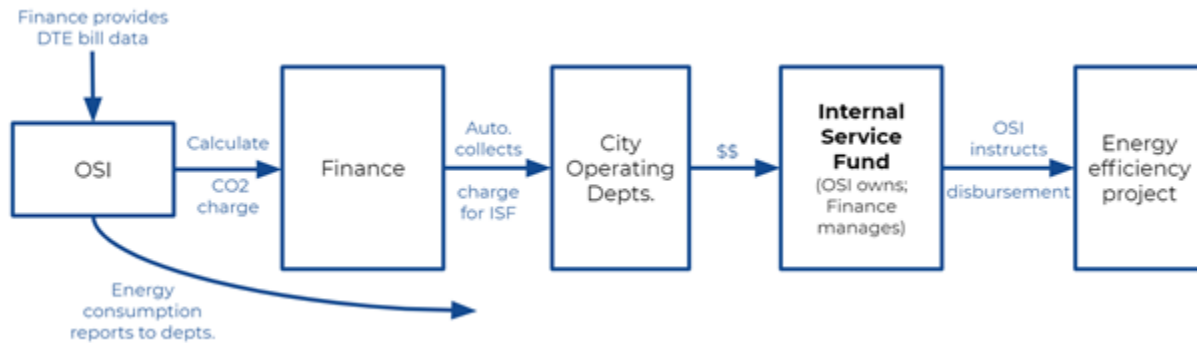 Finance provides
DTE bill data
OSI
Calculate
CO2
charge
Finance
Auto.
collects
charge
for ISF
City
Operating
Depts.
$$
Internal
Service
Fund
(OSI owns;
Finance
manages)
OSI
instructs
disbursement
Energy
efficiency
project
Energy
consumption
reports to depts.